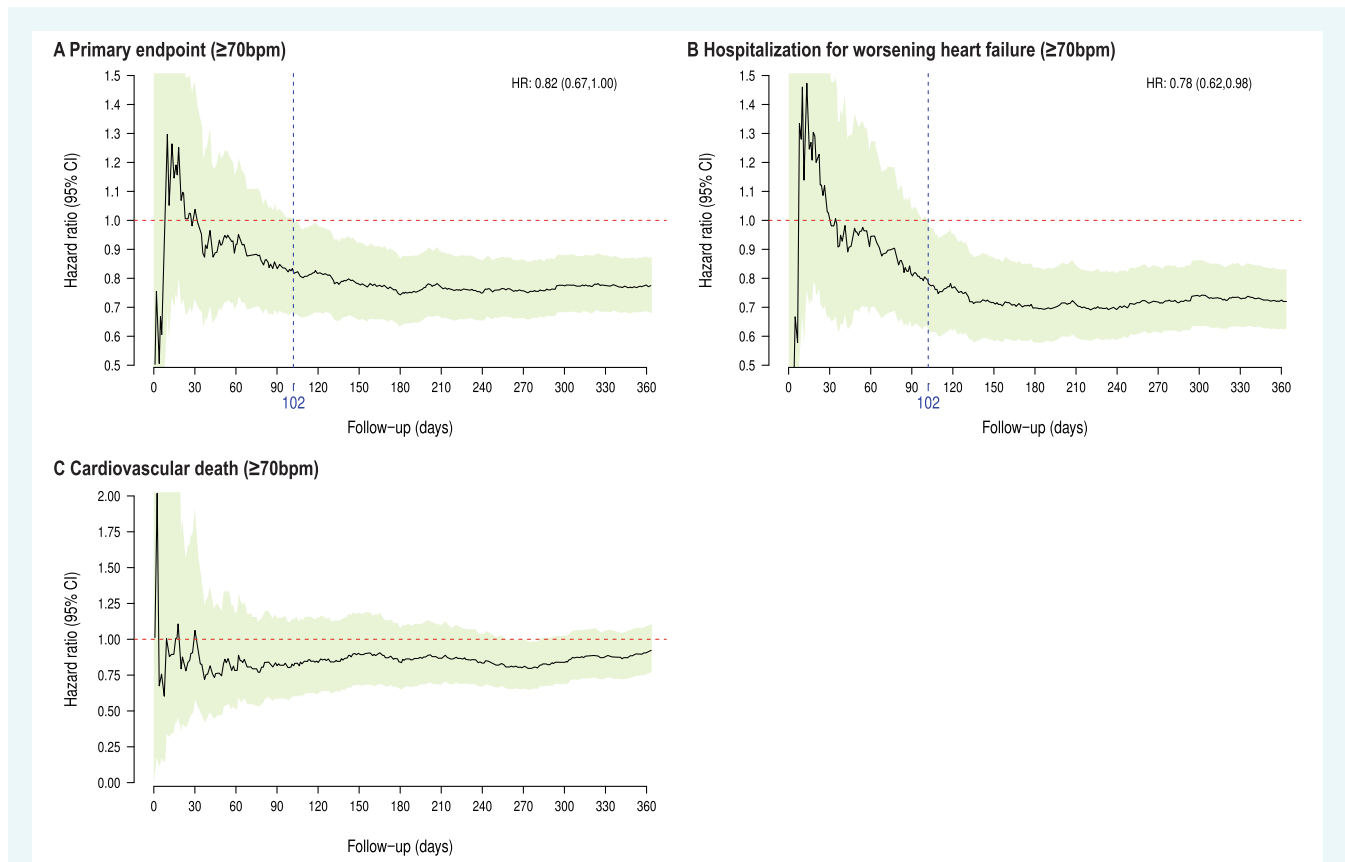 A Primary endpoint (≥70bpm)
HR: 0.82 (0.67,1.00)
Hazard ratio (95% CI)
1.5
1.4
1.3
1.2
1.1
1.0
0.9
0.8
0.7
0.6
0.5
0 30 60 90 120 150 180 210 240 270 300 330 360
102
Follow−up (days)
B Hospitalization for worsening heart failure (≥70bpm)
HR: 0.78 (0.62,0.98)
Hazard ratio (95% CI)
1.5
1.4
1.3
1.2
1.1
1.0
0.9
0.8
0.7
0.6
0.5
0 30 60 90 120 150 180 210 240 270 300 330 360
102
Follow−up (days)
C Cardiovascular death (≥70bpm)
Hazard ratio (95% CI)
2.00
1.75
1.50
1.25
1.00
0.75
0.50
0.25
0.00
0 30 60 90 120 150 180 210 240 270 300 330 360
Follow−up (days)